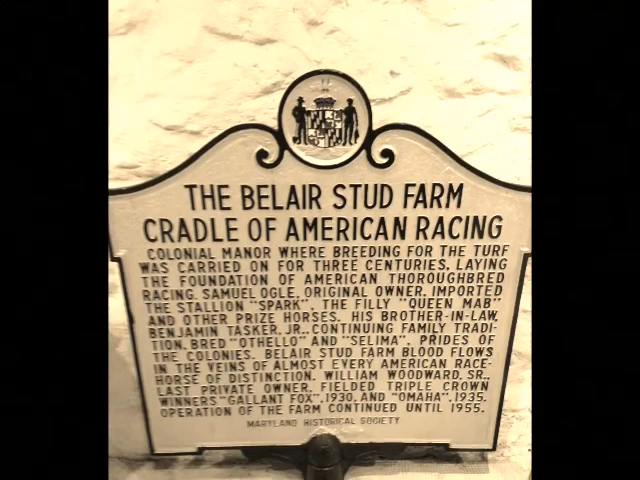 THE BELAIR STUD FARM
CRADLE OF AMERICAN RACING
COLONIAL MANOR WHERE BREEDING FOR THE TURF
WAS CARRIED ON FOR THREE CENTURIES, LAYING
THE FOUNDATION OF AMERICAN THOROUGHBRED
RACING. SAMUEL OGLE, ORIGINAL OWNER, IMPORTED
THE STALLION "SPARK", THE FILLY "QUEEN MAB"
AND OTHER PRIZE HORSES. HIS BROTHER-IN-LAW,
BENJAMIN TASKER, JR., CONTINUING FAMILY TRADI-
TION, BRED "OTHELLO" AND "SELIMA", PRIDES OF
THE COLONIES. BELAIR STUD FARM BLOOD FLOWS
IN THE VEINS OF ALMOST EVERY AMERICAN RACE-
HORSE OF DISTINCTION. WILLIAM WOODWARD, SR.,
LAST PRIVATE OWNER, FIELDED TRIPLE CROWN
WINNERS "GALLANT FOX", 1930, AND "OMAHA", 1935.
OPERATION OF THE FARM CONTINUED UNTIL 1955.
MARYLAND HISTORICAL SOCIETY